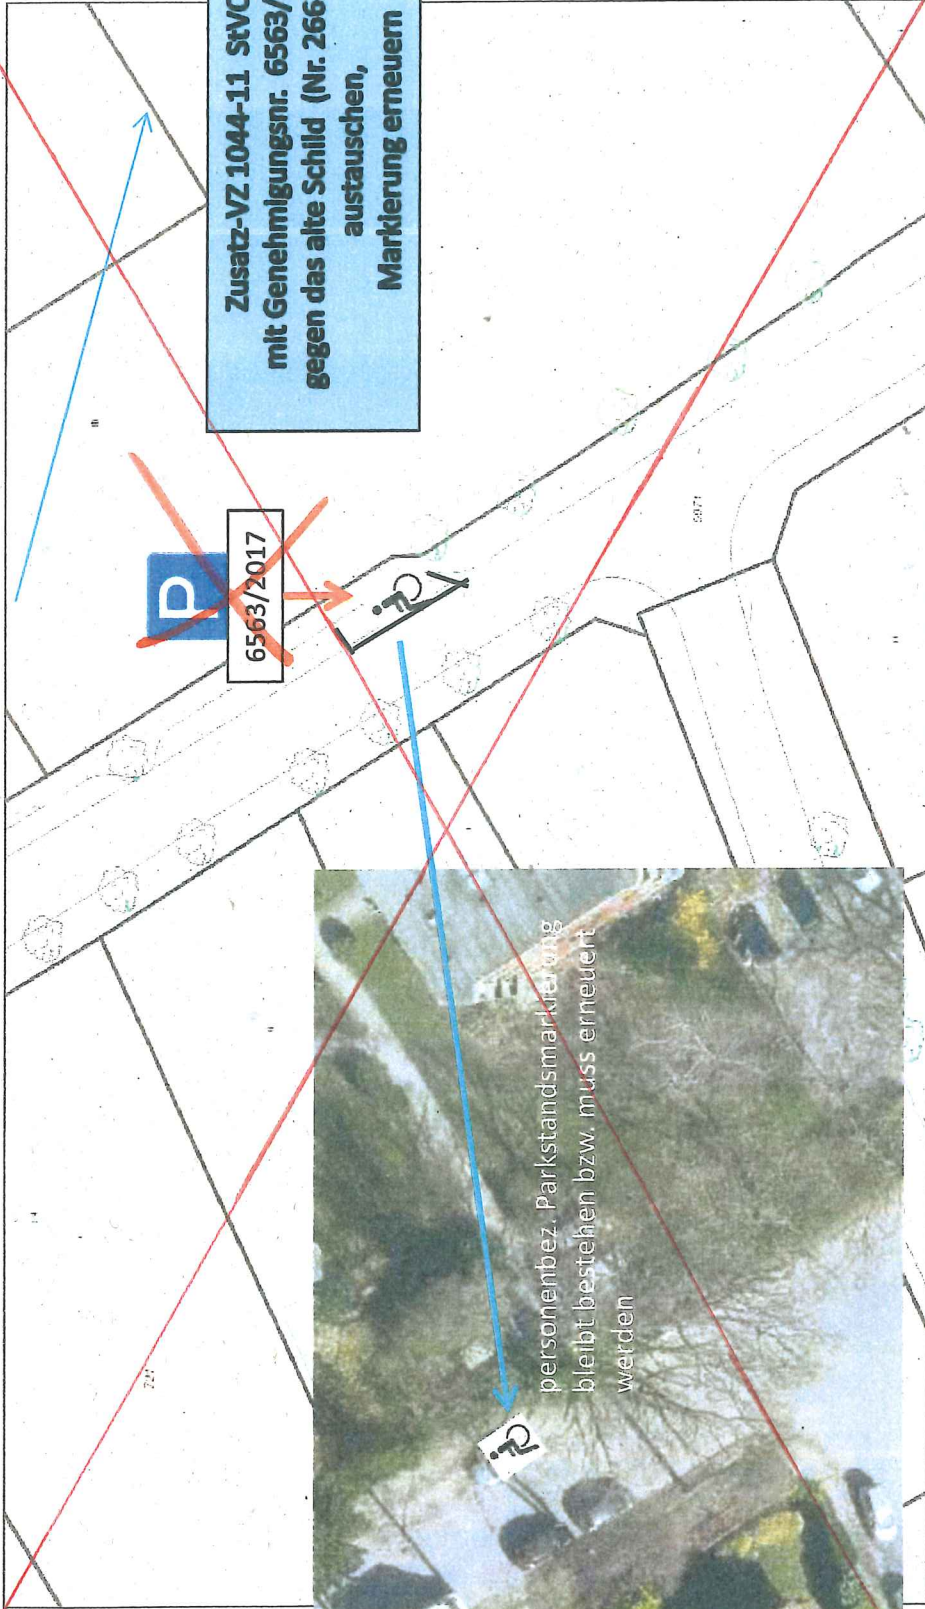 Zusatz-VZ 1044-11 StVO
mit Genehmigungsnr. 6563/
gegen das alte Schild (Nr. 266
austauschen,
Markierung erneuern
P
6563/2017
5971
personenbez. Parkstandsmarkierung
bleibt bestehen bzw. muss erneuert
werden